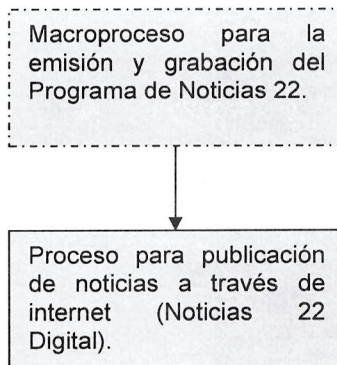 Macroproceso para la
emisión y grabación del
Programa de Noticias 22.
Proceso para publicación
de noticias a través de
internet (Noticias 22
Digital).